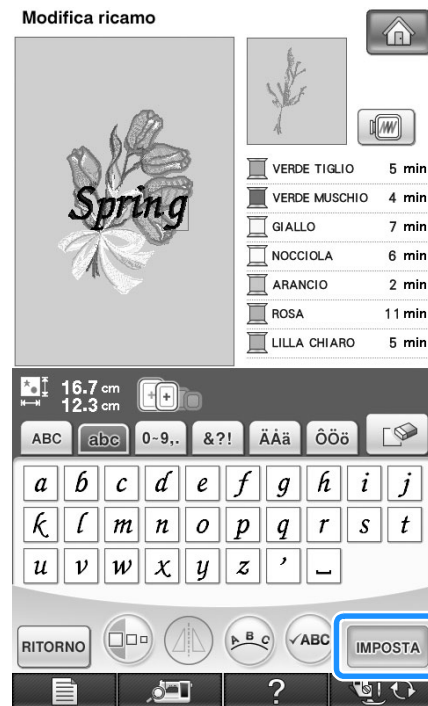 Modifica ricamo
Spring
VERDE TIGLIO 5 min
VERDE MUSCHIO 4 min
GIALLO 7 min
NOCCIOLA 6 min
ARANCIO 2 min
ROSA 11 min
LILLA CHIARO 5 min
16.7 cm
12.3 cm
ABC abc 0~9,. &?! ÄÅä ÔÖö
a b c d e f g h i j
k l m n o p q r s t
u v w x y z ’ ⎵
RITORNO A B C ✓ABC IMPOSTA
?